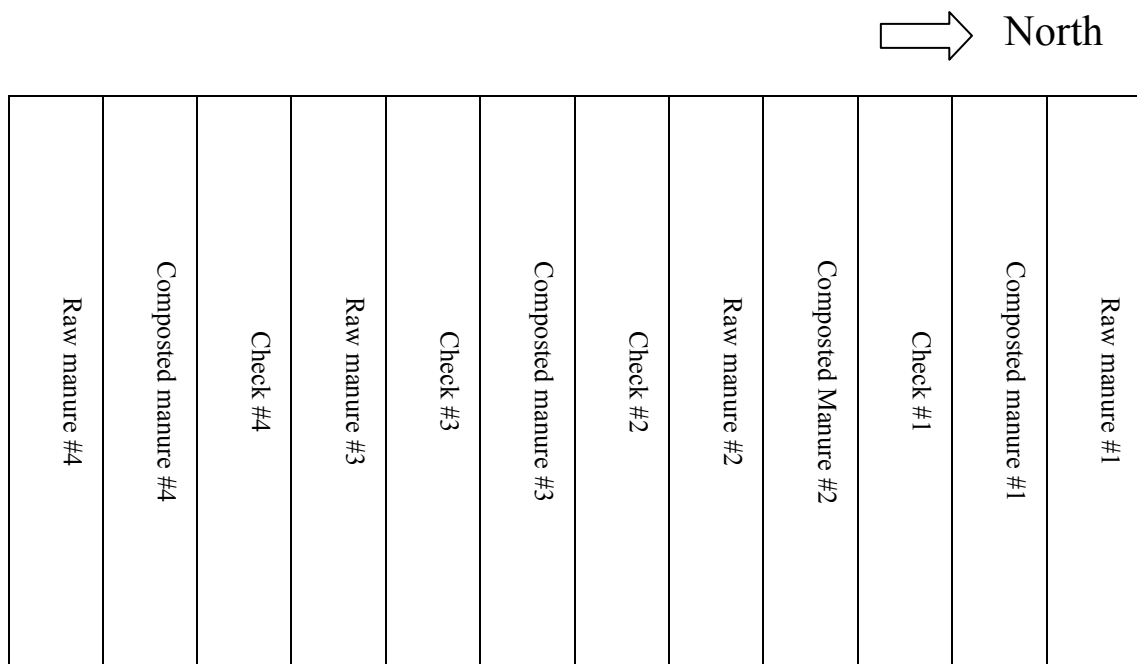 North
Raw manure #4
Composted manure #4
Check #4
Raw manure #3
Check #3
Composted manure #3
Check #2
Raw manure #2
Composted Manure #2
Check #1
Composted manure #1
Raw manure #1